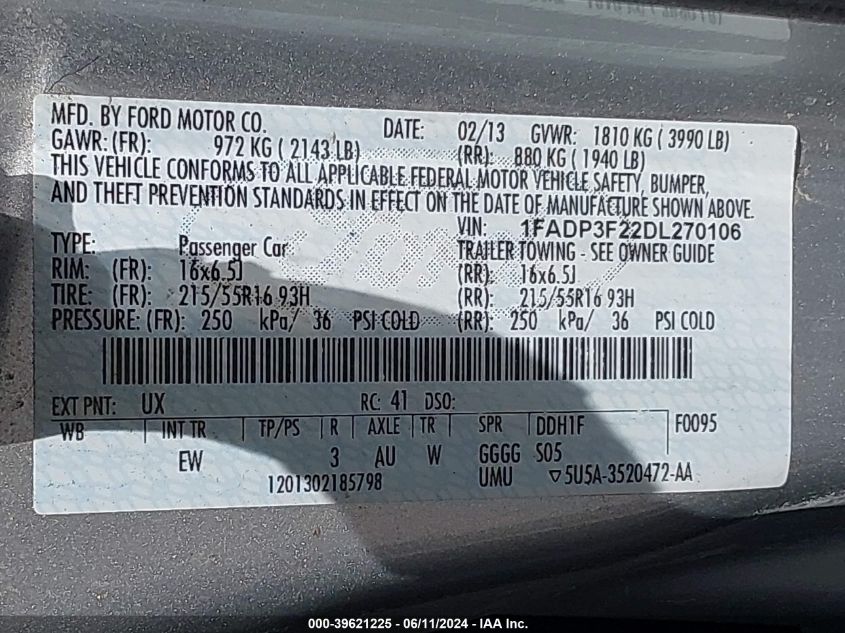 MFD. BY FORD MOTOR CO. DATE: 02/13 GVWR: 1810 KG ( 3990 LB)
GAWR: (FR): 972 KG ( 2143 LB) (RR): 880 KG ( 1940 LB)
THIS VEHICLE CONFORMS TO ALL APPLICABLE FEDERAL MOTOR VEHICLE SAFETY, BUMPER,
AND THEFT PREVENTION STANDARDS IN EFFECT ON THE DATE OF MANUFACTURE SHOWN ABOVE.
VIN: 1FADP3F22DL270106
TYPE: Passenger Car TRAILER TOWING - SEE OWNER GUIDE
RIM: (FR): 16x6.5J (RR): 16x6.5J
TIRE: (FR): 215/55R16 93H (RR): 215/55R16 93H
PRESSURE: (FR): 250 kPa/ 36 PSI COLD (RR): 250 kPa/ 36 PSI COLD
EXT PNT: UX RC: 41 DSO:
WB INT TR TP/PS R AXLE TR SPR DDH1F F0095
EW 3 AU W GGGG S05
1201302185798 UMU ▽5U5A-3520472-AA
000-39621225 - 06/11/2024 - IAA Inc.